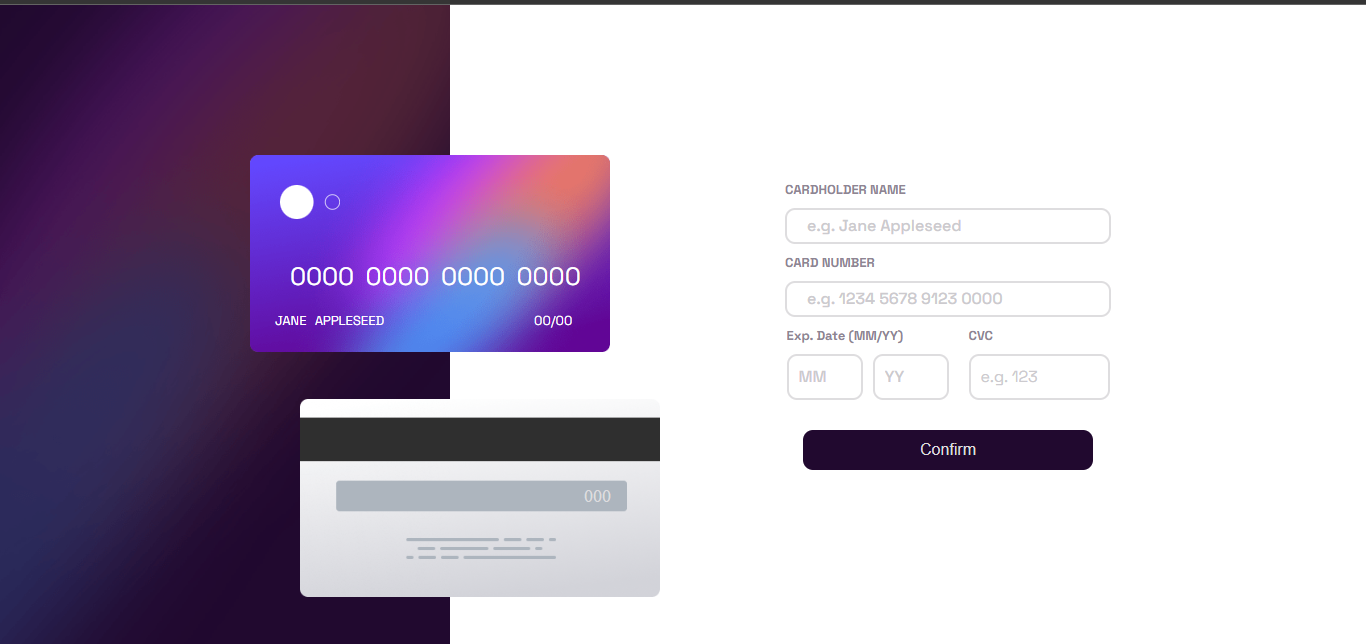 0000 0000 0000 0000
JANE APPLESEED 00/00
000
CARDHOLDER NAME
e.g. Jane Appleseed
CARD NUMBER
e.g. 1234 5678 9123 0000
Exp. Date (MM/YY) CVC
MM YY e.g. 123
Confirm